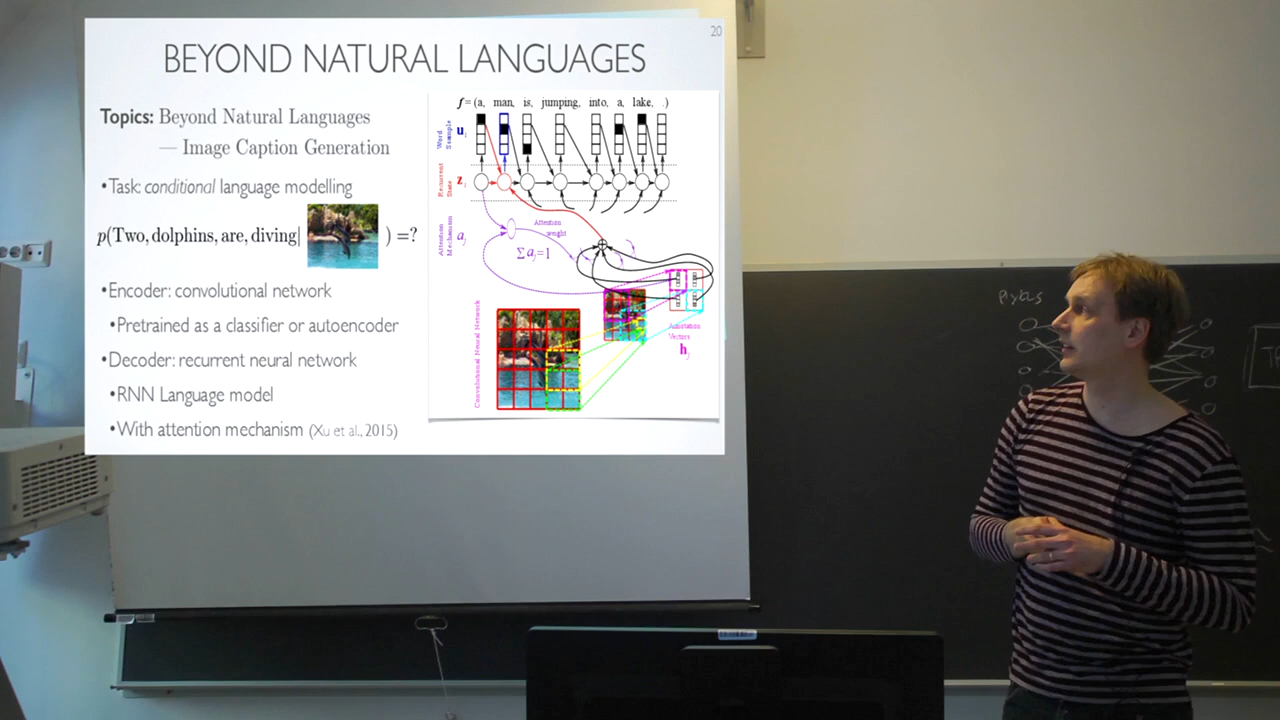 20
BEYOND NATURAL LANGUAGES
Topics: Beyond Natural Languages
— Image Caption Generation
•Task: conditional language modelling
p(Two, dolphins, are, diving| ) =?
•Encoder: convolutional network
•Pretrained as a classifier or autoencoder
•Decoder: recurrent neural network
•RNN Language model
•With attention mechanism (Xu et al., 2015)
f = (a, man, is, jumping, into, a, lake, .)
Word
Ssample
u
Recurrent
State
z
Attention
Mechanism
a
Attention
weight
Σ aj =1
Convolutional Neural Network
Annotation
Vectors
h